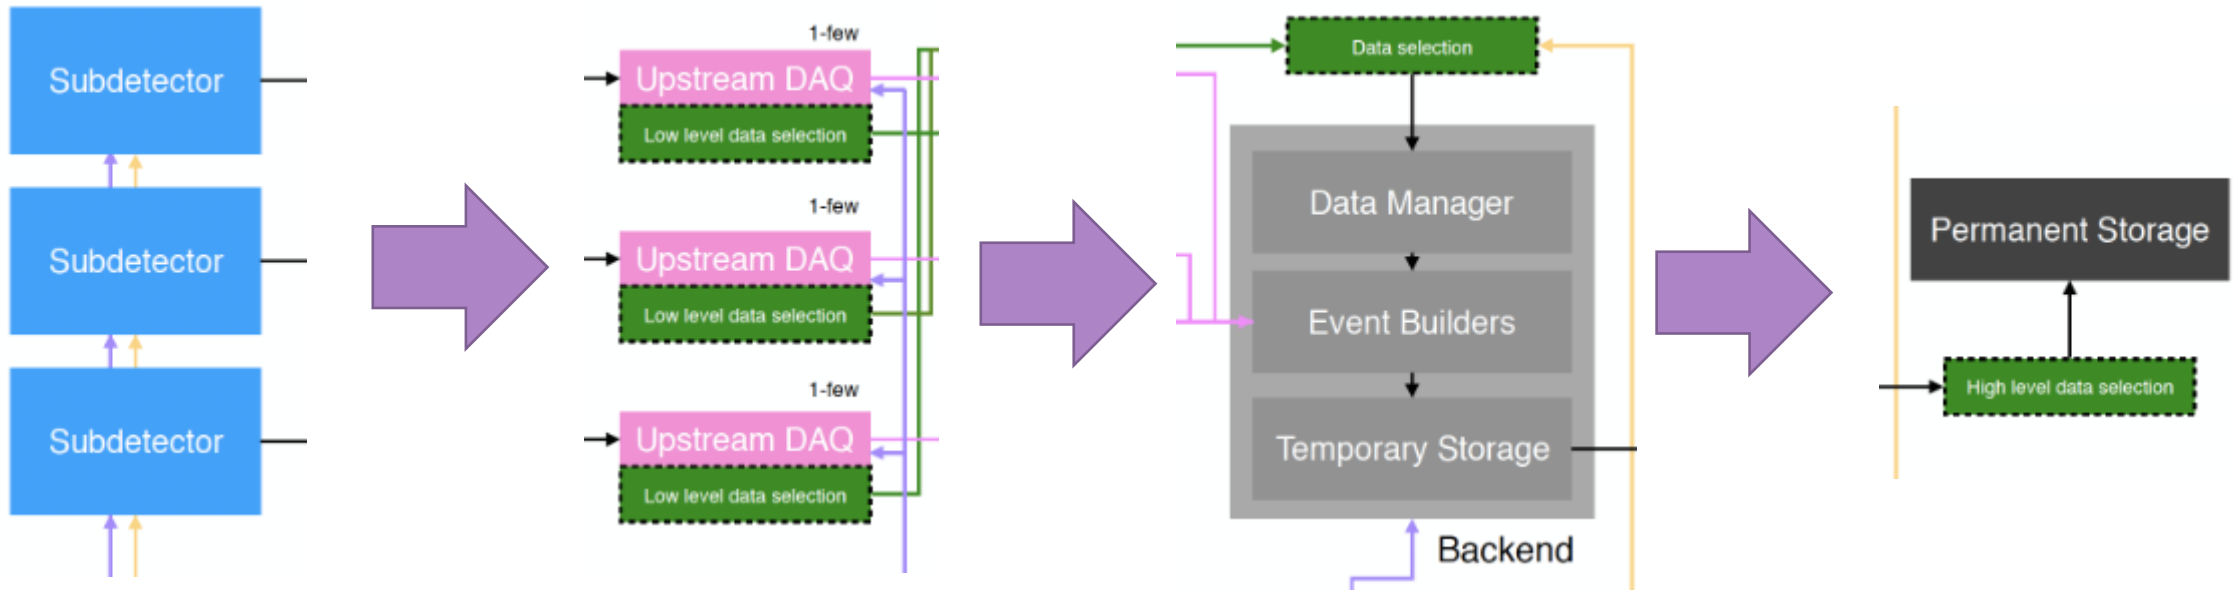 Subdetector
Subdetector
Subdetector
1-few
Upstream DAQ
Low level data selection
1-few
Upstream DAQ
Low level data selection
1-few
Upstream DAQ
Low level data selection
Data selection
Data Manager
Event Builders
Temporary Storage
Backend
Permanent Storage
High level data selection